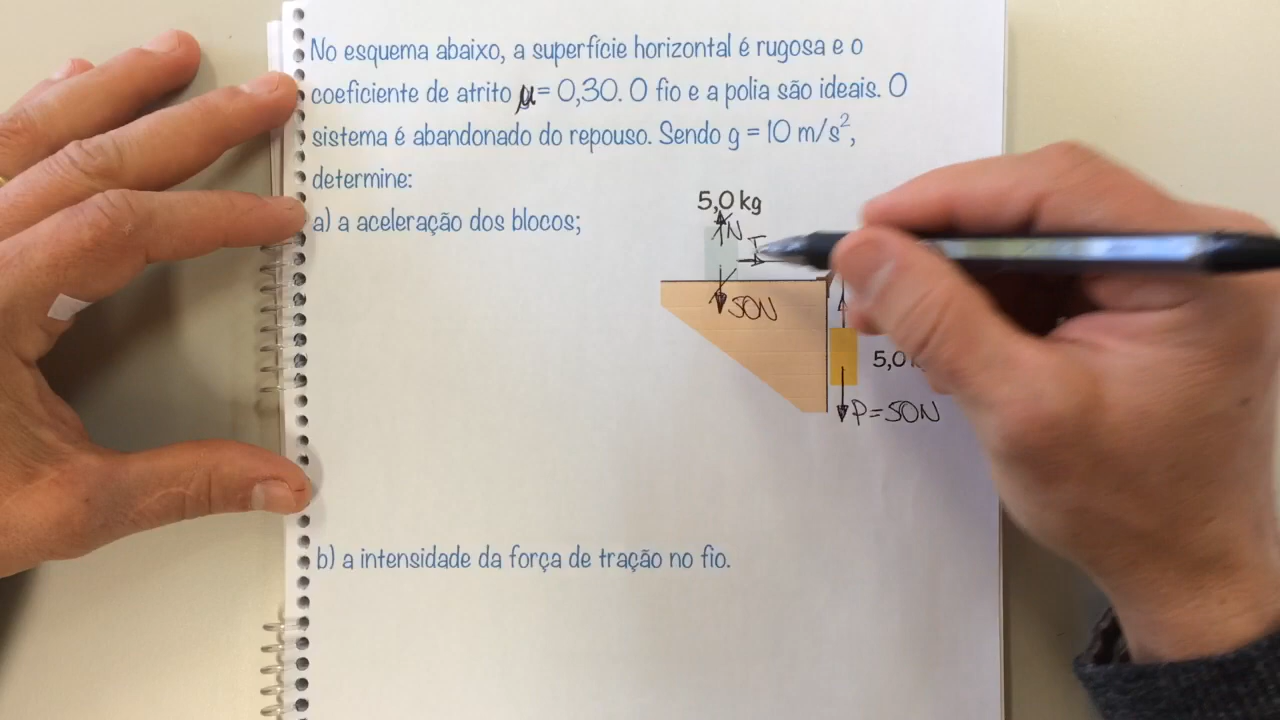 No esquema abaixo, a superfície horizontal é rugosa e o
coeficiente de atrito μ = 0,30. O fio e a polia são ideais. O
sistema é abandonado do repouso. Sendo g = 10 m/s²,
determine:
a) a aceleração dos blocos;
5,0 kg
N
T
50N
5,0
P=50N
b) a intensidade da força de tração no fio.